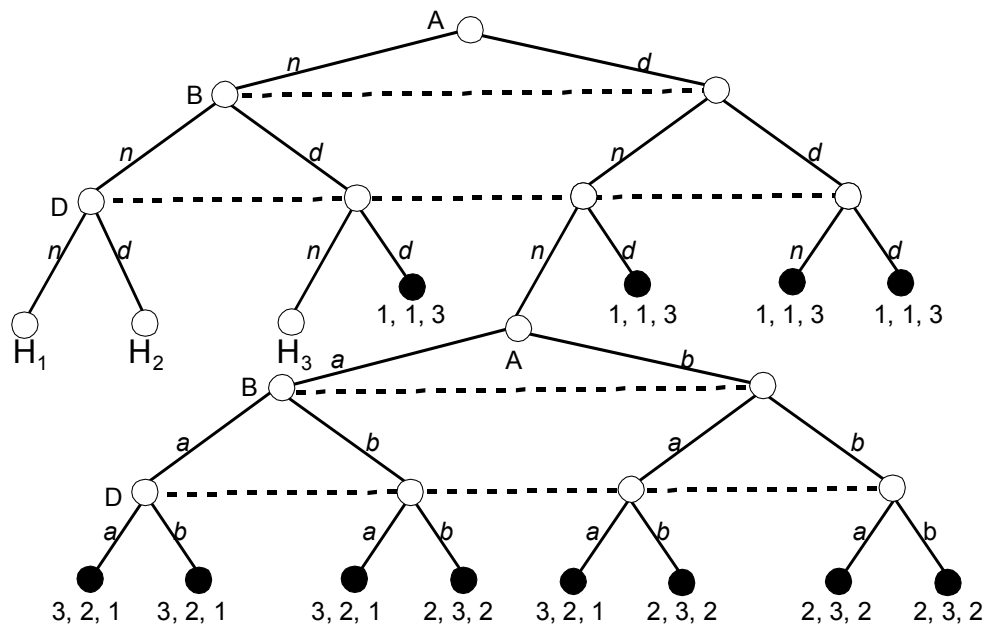 A
n d
B
n d n d
D
n d n d n d n d
1, 1, 3 1, 1, 3 1, 1, 3 1, 1, 3
H1 H2 H3 A
a b
B
a b a b
D
a b a b a b a b
3, 2, 1 3, 2, 1 3, 2, 1 2, 3, 2 3, 2, 1 2, 3, 2 2, 3, 2 2, 3, 2